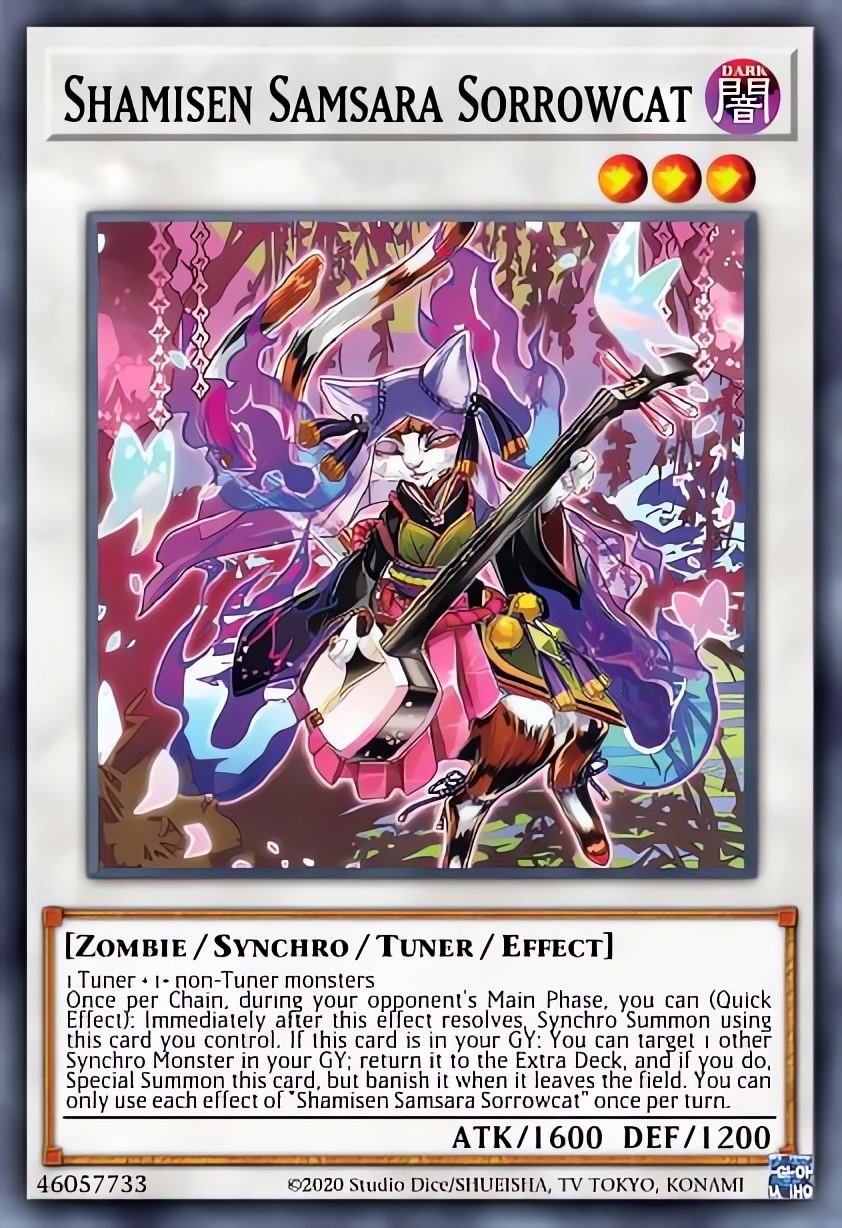 SHAMISEN SAMSARA SORROWCAT
DARK
闇
[ZOMBIE / SYNCHRO / TUNER / EFFECT]
1 Tuner + 1+ non-Tuner monsters
Once per Chain, during your opponent's Main Phase, you can (Quick
Effect): Immediately after this effect resolves, Synchro Summon using
this card you control. If this card is in your GY: You can target 1 other
Synchro Monster in your GY; return it to the Extra Deck, and if you do,
Special Summon this card, but banish it when it leaves the field. You can
only use each effect of "Shamisen Samsara Sorrowcat" once per turn.
ATK/1600 DEF/1200
46057733
©2020 Studio Dice/SHUEISHA, TV TOKYO, KONAMI